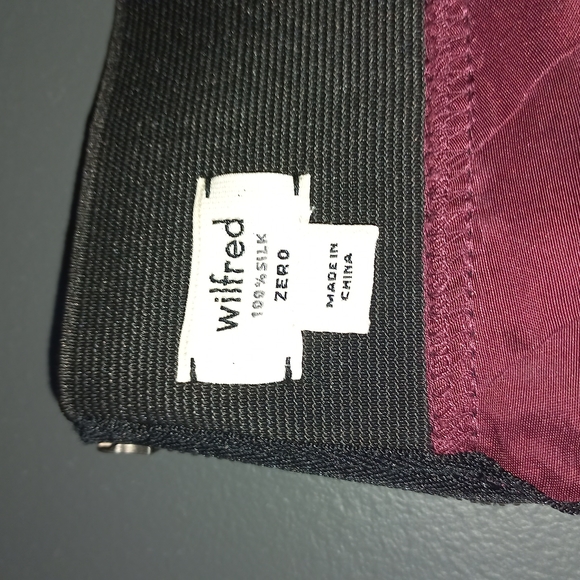 wilfred
100% SILK
ZERO
MADE IN
CHINA